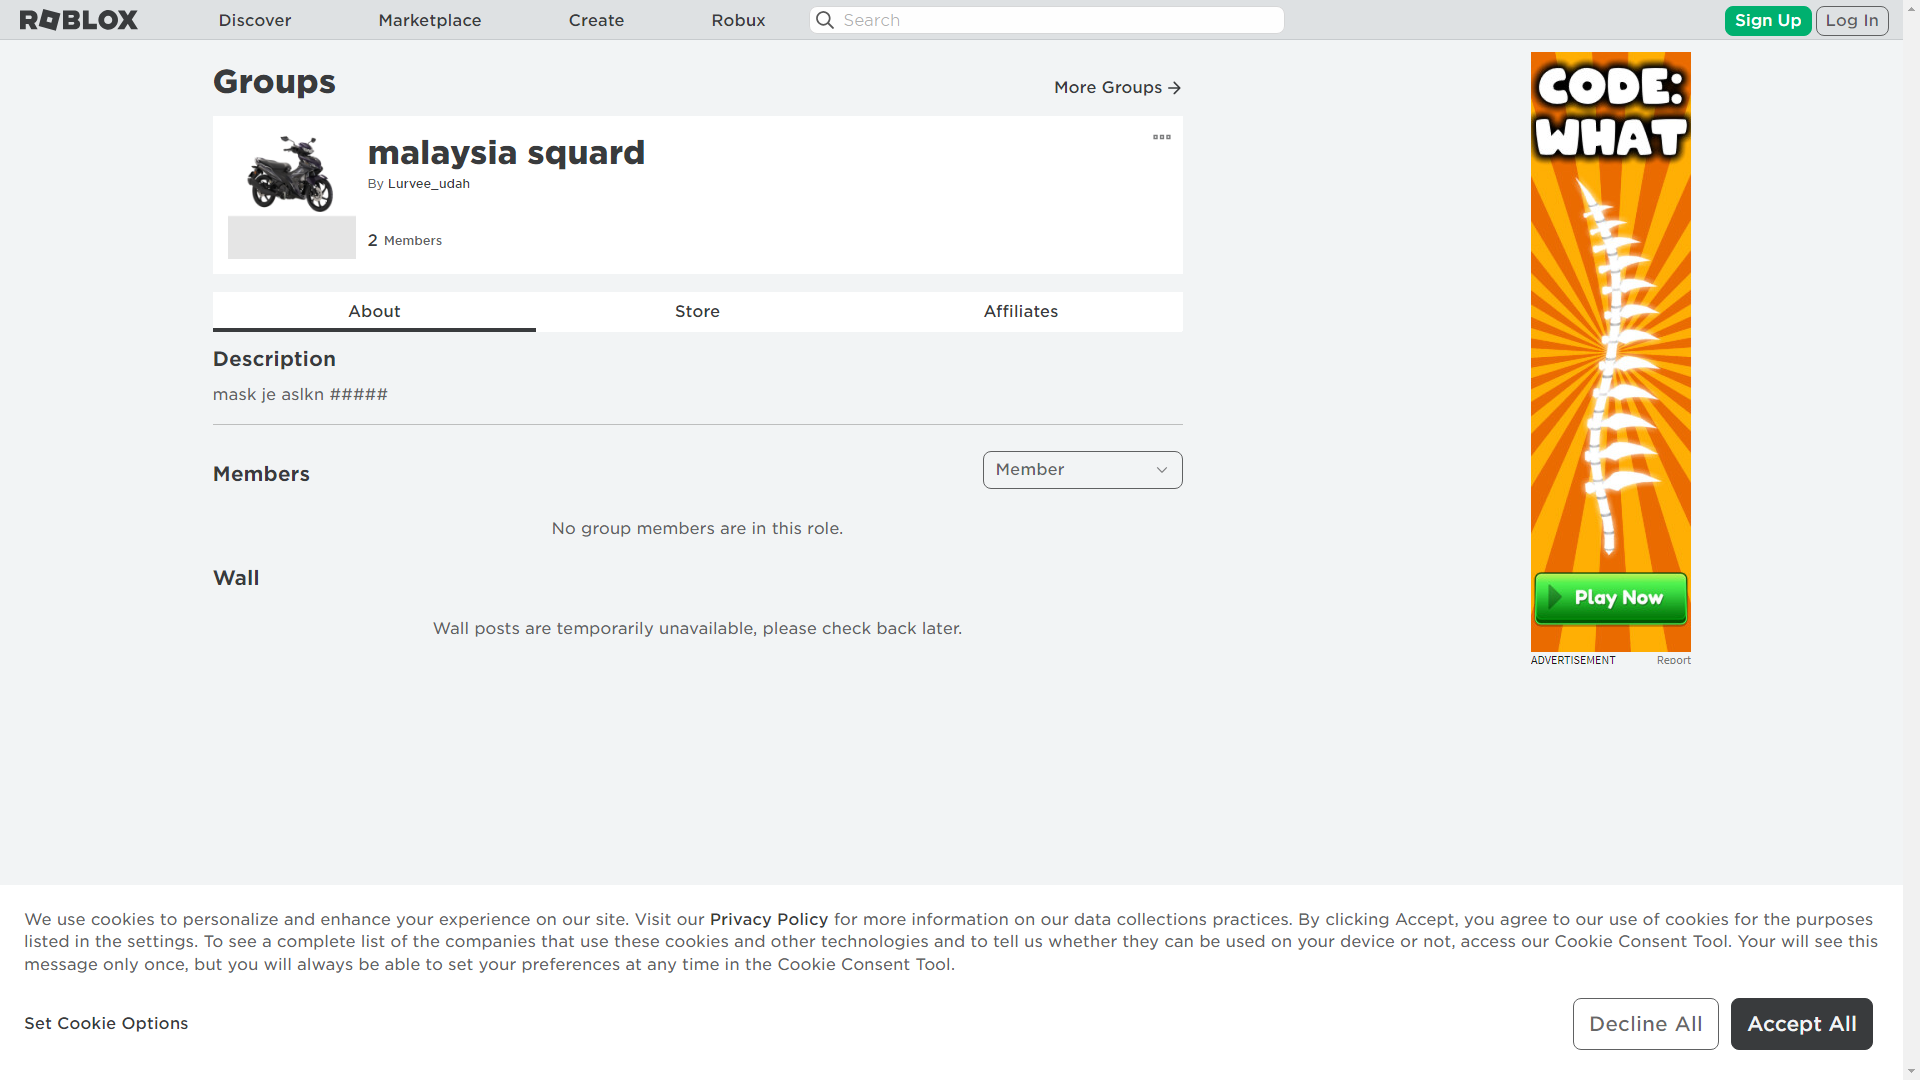 ROBLOX
Discover
Marketplace
Create
Robux
Search
Sign Up
Log In
Groups
More Groups
malaysia squard
By Lurvee_udah
2 Members
About
Store
Affiliates
Description
mask je aslkn #####
Members
Member
No group members are in this role.
Wall
Wall posts are temporarily unavailable, please check back later.
CODE:
WHAT
Play Now
ADVERTISEMENT
Report
We use cookies to personalize and enhance your experience on our site. Visit our Privacy Policy for more information on our data collections practices. By clicking Accept, you agree to our use of cookies for the purposes
listed in the settings. To see a complete list of the companies that use these cookies and other technologies and to tell us whether they can be used on your device or not, access our Cookie Consent Tool. Your will see this
message only once, but you will always be able to set your preferences at any time in the Cookie Consent Tool.
Set Cookie Options
Decline All
Accept All